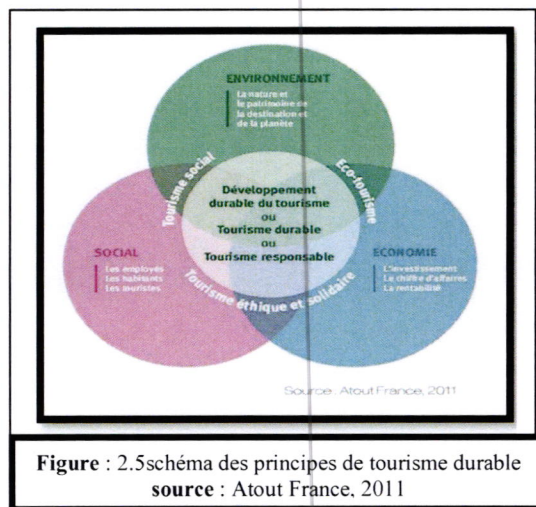 ENVIRONNEMENT
La nature et
le patrimoine de
la destination et
de la planète
Tourisme social
Eco-tourisme
Développement
durable du tourisme
ou
Tourisme durable
ou
Tourisme responsable
SOCIAL
Les employés
Les habitants
Les touristes
ECONOMIE
L'investissement
Le chiffre d'affaires
La rentabilité
Tourisme éthique et solidaire
Source : Atout France, 2011
Figure : 2.5schéma des principes de tourisme durable
source : Atout France, 2011